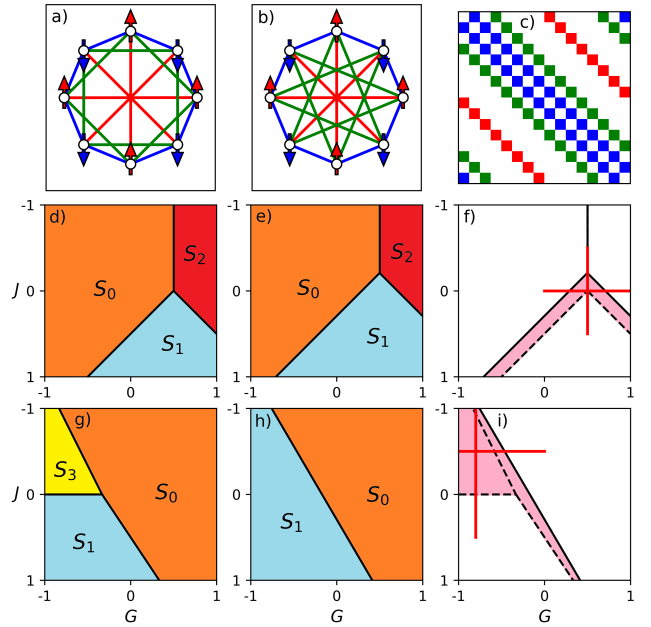 a) b) c)
-1 d) e) -1 f)
S0 S2 S0 S2
J 0 0 0
S1 S1
1 1 1
-1 0 1 -1 0 1 0 1
-1 g) -1 h) -1 i)
S3 S0 S0
J 0 0 0
S1 S1
1 1 1
-1 0 1 -1 0 1 -1 0 1
G G G